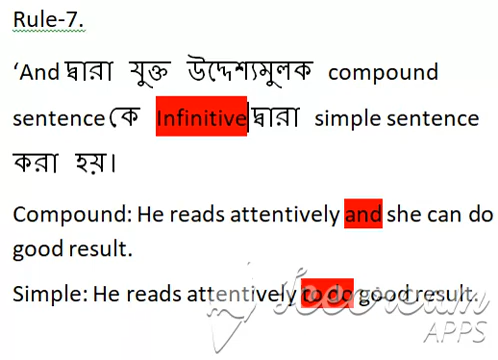 Rule-7.
‘And দ্বারা যুক্ত উদ্দেশ্যমুলক compound
sentence কে Infinitive দ্বারা simple sentence
করা হয়।
Compound: He reads attentively and she can do
good result.
Simple: He reads attentively to do good result.
Icecream
APPS